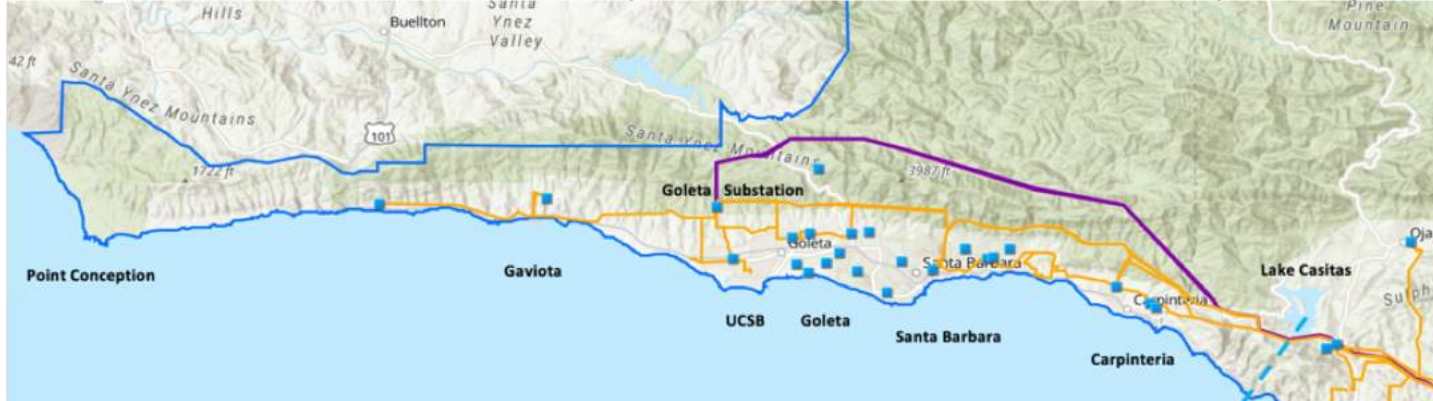 Hills
Buellton
Santa
Ynez
Valley
Pine
Mountain
42 ft
Santa Ynez Mountains
101
1722 ft
Santa Ynez Mountains
3987 ft
Goleta Substation
Goleta
Santa Barbara
Carpinteria
Oja
Sulph
Lake Casitas
Point Conception
Gaviota
UCSB
Goleta
Santa Barbara
Carpinteria